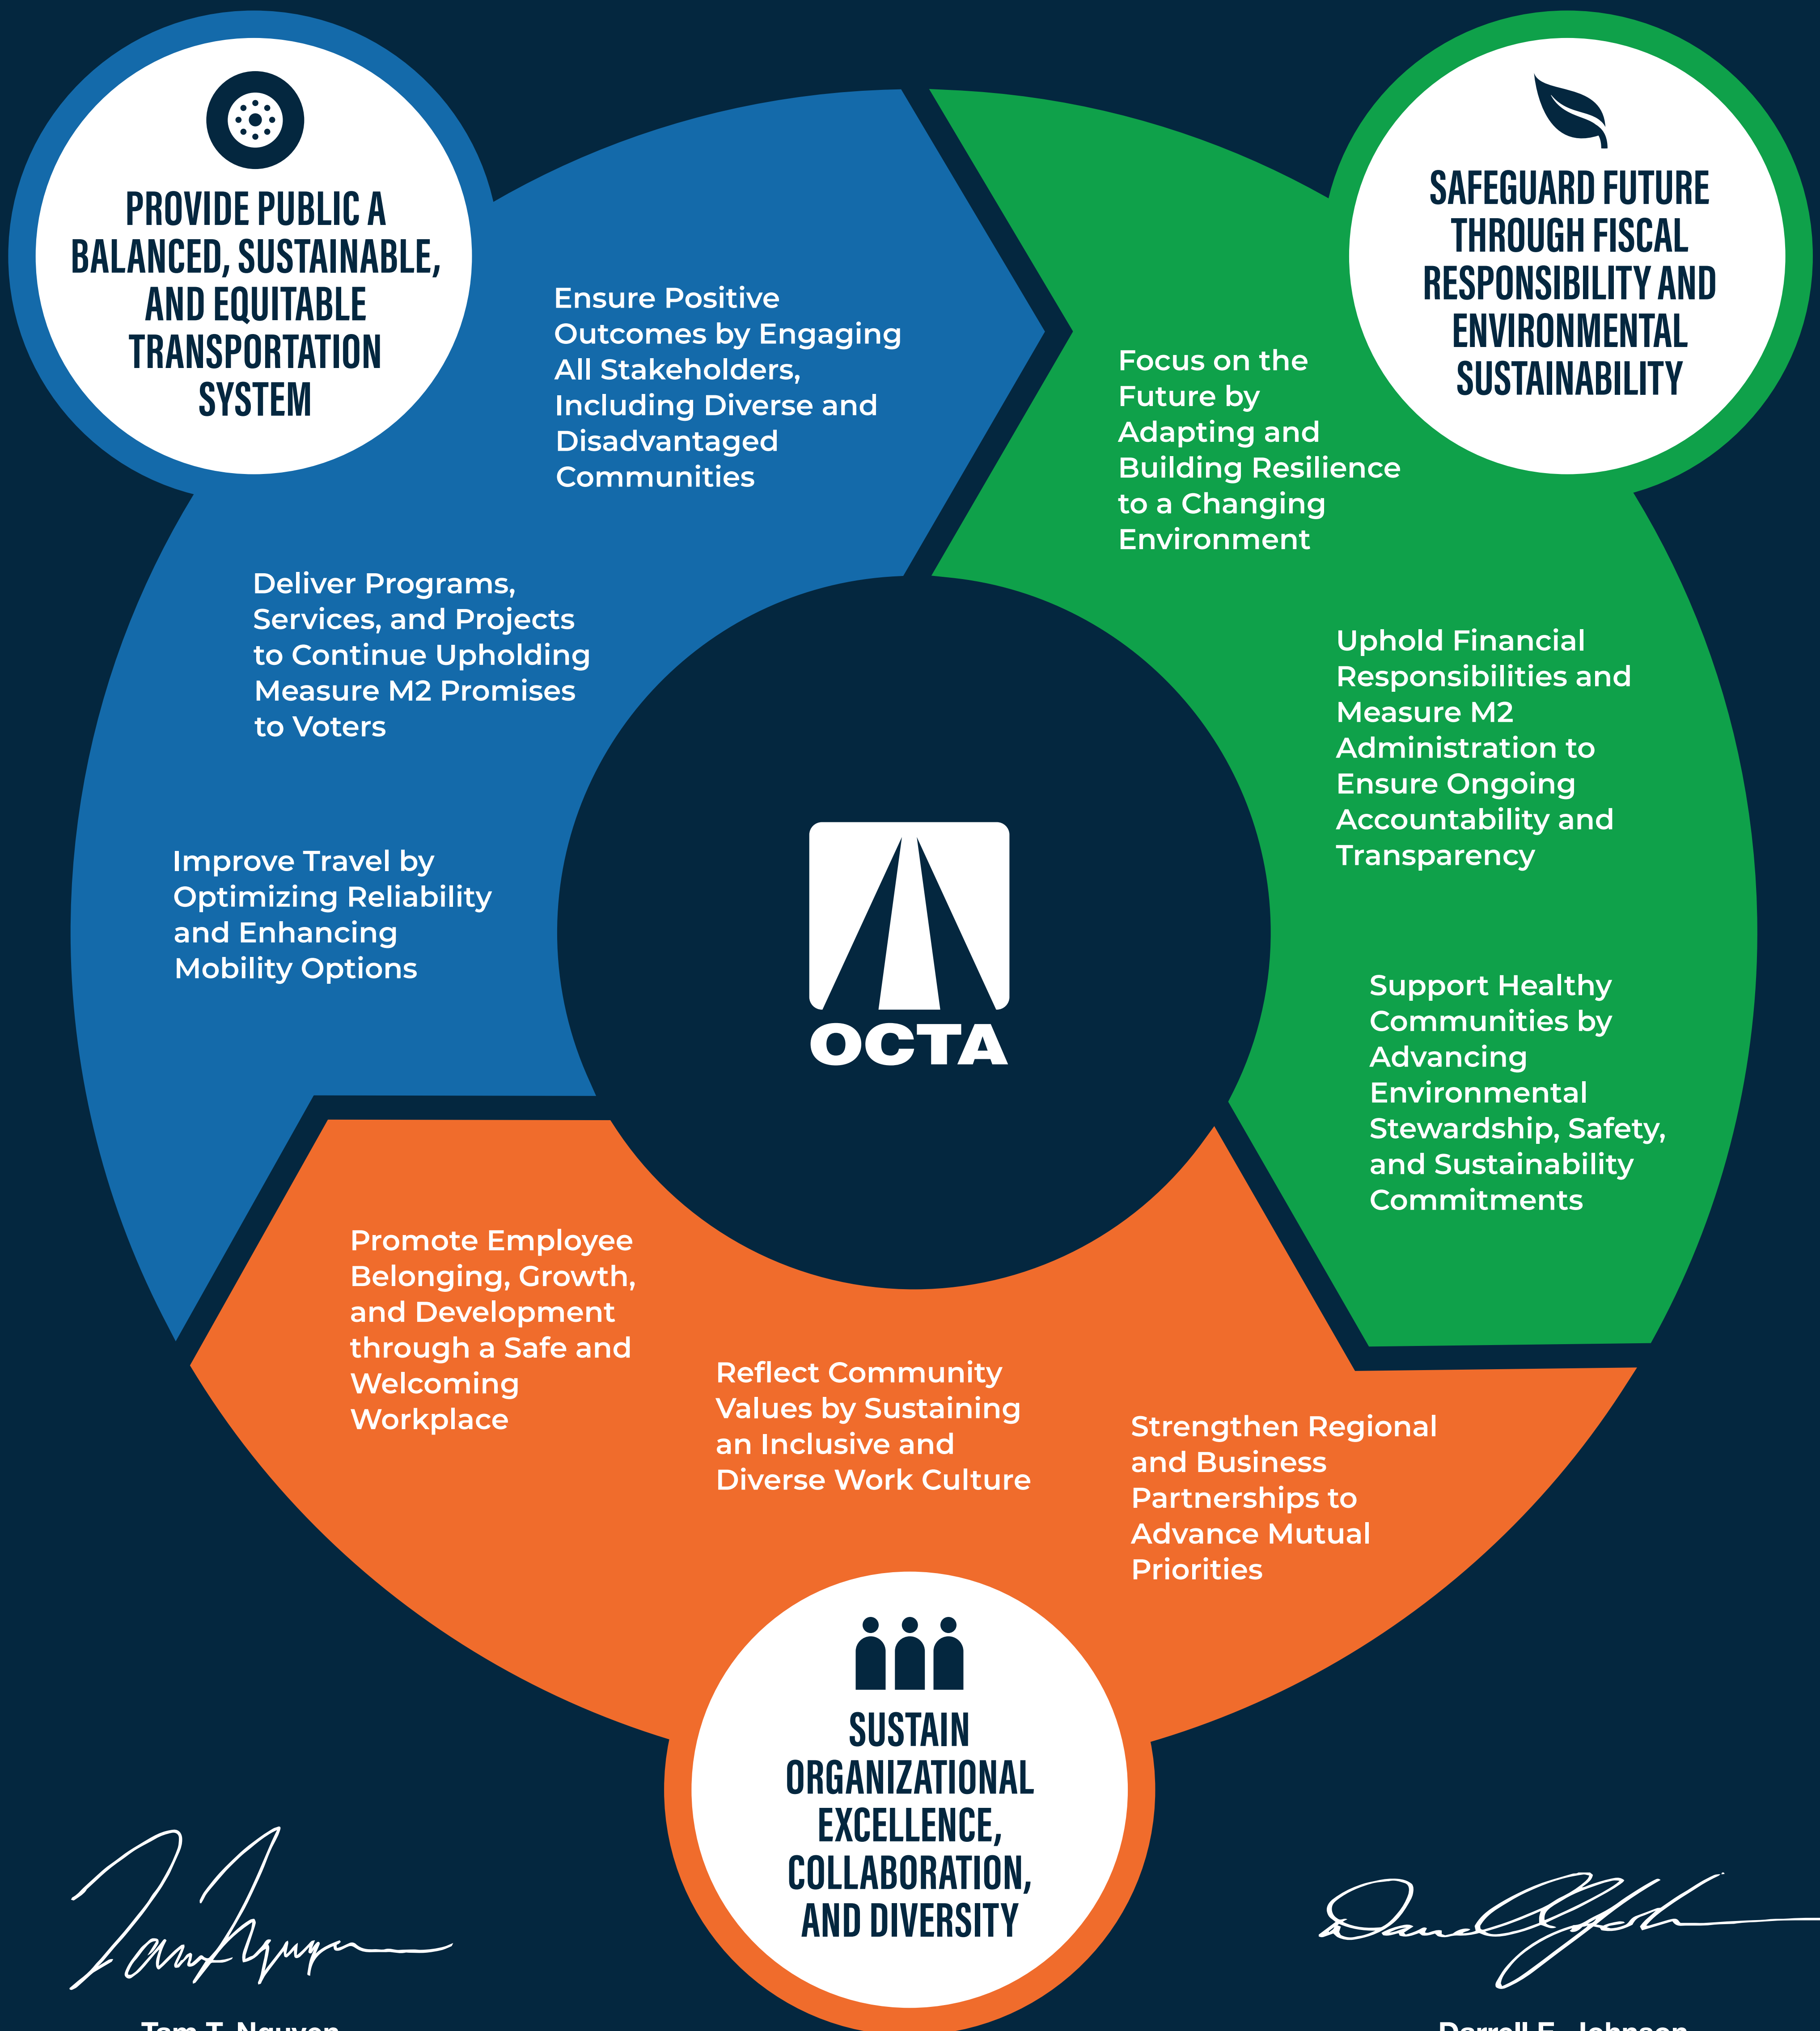 PROVIDE PUBLIC A
BALANCED, SUSTAINABLE,
AND EQUITABLE
TRANSPORTATION
SYSTEM
SAFEGUARD FUTURE
THROUGH FISCAL
RESPONSIBILITY AND
ENVIRONMENTAL
SUSTAINABILITY
Ensure Positive
Outcomes by Engaging
All Stakeholders,
Including Diverse and
Disadvantaged
Communities
Deliver Programs,
Services, and Projects
to Continue Upholding
Measure M2 Promises
to Voters
Improve Travel by
Optimizing Reliability
and Enhancing
Mobility Options
Focus on the
Future by
Adapting and
Building Resilience
to a Changing
Environment
Uphold Financial
Responsibilities and
Measure M2
Administration to
Ensure Ongoing
Accountability and
Transparency
Support Healthy
Communities by
Advancing
Environmental
Stewardship, Safety,
and Sustainability
Commitments
OCTA
Promote Employee
Belonging, Growth,
and Development
through a Safe and
Welcoming
Workplace
Reflect Community
Values by Sustaining
an Inclusive and
Diverse Work Culture
Strengthen Regional
and Business
Partnerships to
Advance Mutual
Priorities
SUSTAIN
ORGANIZATIONAL
EXCELLENCE,
COLLABORATION,
AND DIVERSITY
Tam T. Nguyen
Darrell E. Johnson